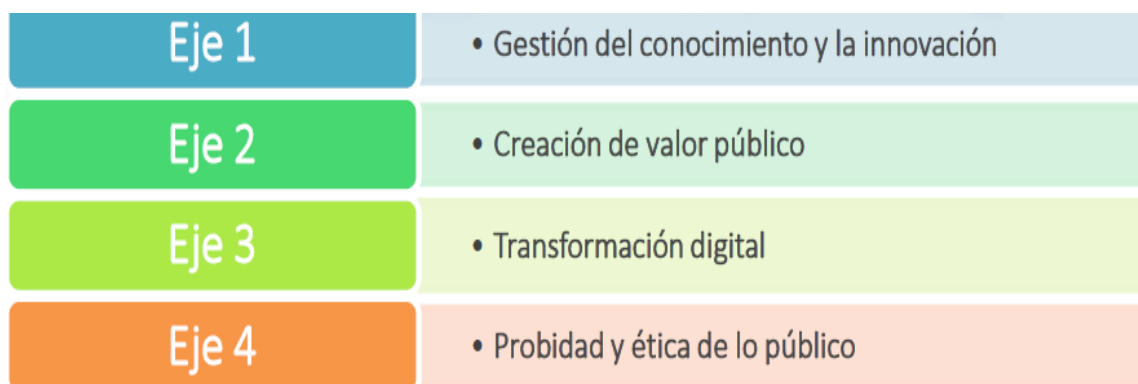 Eje 1
• Gestión del conocimiento y la innovación
Eje 2
• Creación de valor público
Eje 3
• Transformación digital
Eje 4
• Probidad y ética de lo público